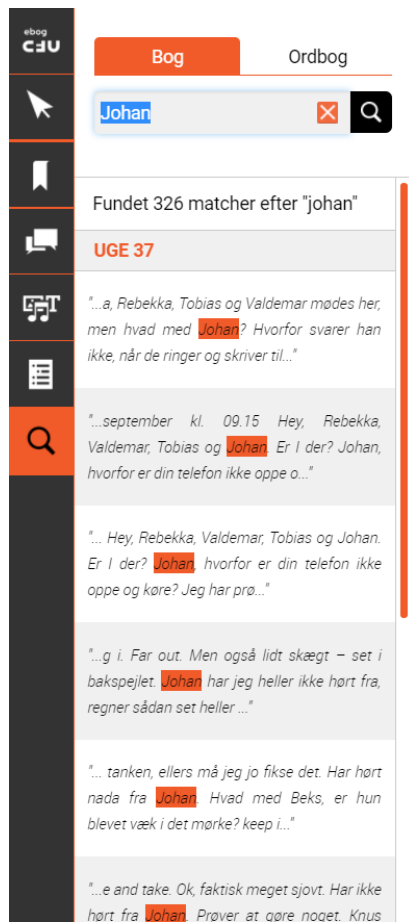 ebog
CFU
Bog Ordbog
Johan
Fundet 326 matcher efter "johan"
UGE 37
"...a, Rebekka, Tobias og Valdemar mødes her,
men hvad med Johan? Hvorfor svarer han
ikke, når de ringer og skriver til..."
"...september kl. 09.15 Hey, Rebekka,
Valdemar, Tobias og Johan. Er I der? Johan,
hvorfor er din telefon ikke oppe o..."
"... Hey, Rebekka, Valdemar, Tobias og Johan.
Er I der? Johan, hvorfor er din telefon ikke
oppe og køre? Jeg har prø..."
"...g i. Far out. Men også lidt skægt – set i
bakspejlet. Johan har jeg heller ikke hørt fra,
regner sådan set heller ..."
"... tanken, ellers må jeg jo fikse det. Har hørt
nada fra Johan. Hvad med Beks, er hun
blevet væk i det mørke? keep i..."
"...e and take. Ok, faktisk meget sjovt. Har ikke
hørt fra Johan. Prøver at gøre noget. Knus